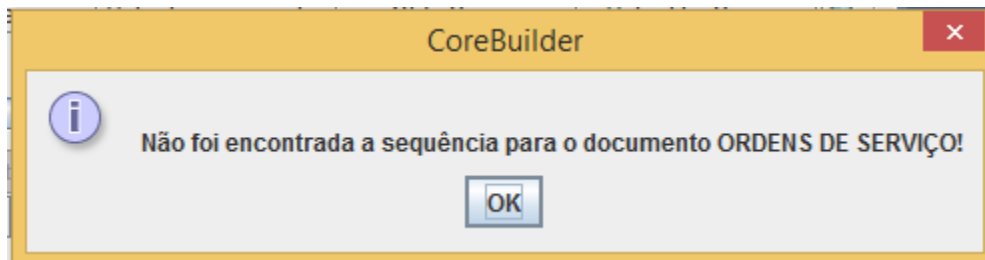 CoreBuilder
Não foi encontrada a sequência para o documento ORDENS DE SERVIÇO!
OK